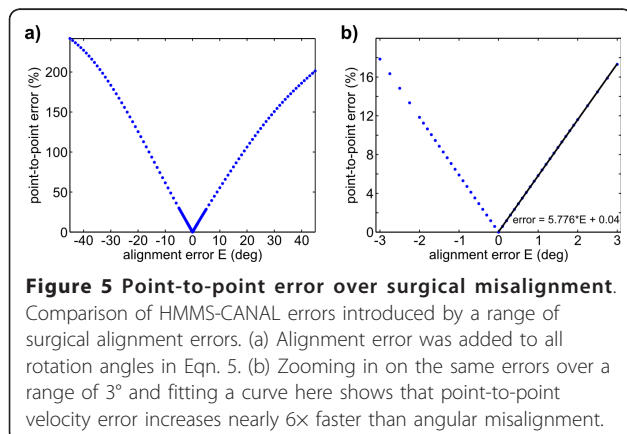 a)
b)
point-to-point error (%)
250
200
150
100
50
0
-40 -30 -20 -10 0 10 20 30 40
alignment error E (deg)
point-to-point error (%)
16
12
8
4
0
-3 -2 -1 0 1 2 3
alignment error E (deg)
error = 5.776*E + 0.04
Figure 5 Point-to-point error over surgical misalignment.
Comparison of HMMS-CANAL errors introduced by a range of
surgical alignment errors. (a) Alignment error was added to all
rotation angles in Eqn. 5. (b) Zooming in on the same errors over a
range of 3° and fitting a curve here shows that point-to-point
velocity error increases nearly 6× faster than angular misalignment.